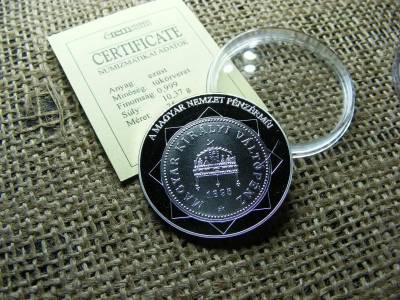 érem
CERTIFICATE
NUMIZMATIKAI ADATOK
Anyag ezüst
Minőség tükörveret
Finomság 0,999
Súly 10,37 g
Méret
A MAGYAR NEMZET PÉNZÉRMÉI
MAGYAR KIRÁLYI VÁLTÓPÉNZ